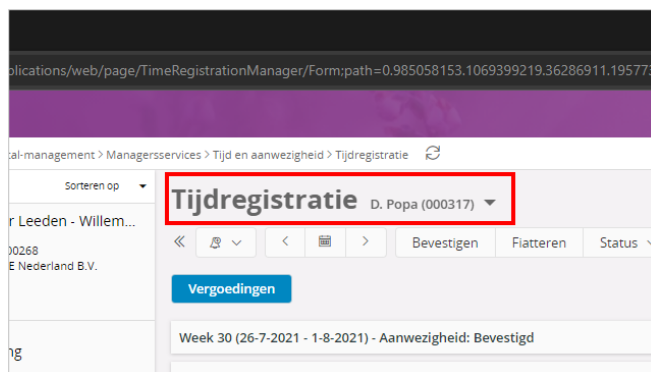 plications/web/page/TimeRegistrationManager/Form;path=0.985058153.1069399219.36286911.195773
al-management > Managersservices > Tijd en aanwezigheid > Tijdregistratie
Sorteren op
Tijdregistratie D. Popa (000317)
r Leeden - Willem...
00268
E Nederland B.V.
Bevestigen Fiatteren Status
Vergoedingen
Week 30 (26-7-2021 - 1-8-2021) - Aanwezigheid: Bevestigd
ng